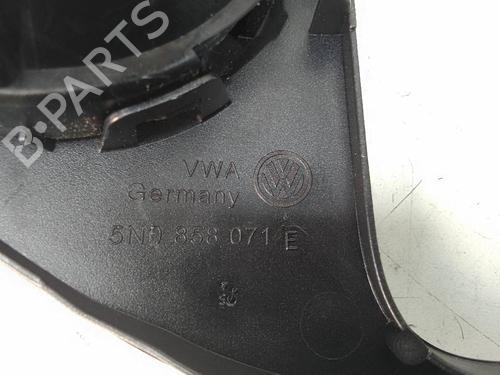 B-PARTS
VWA
Germany
5N0 858 071 E